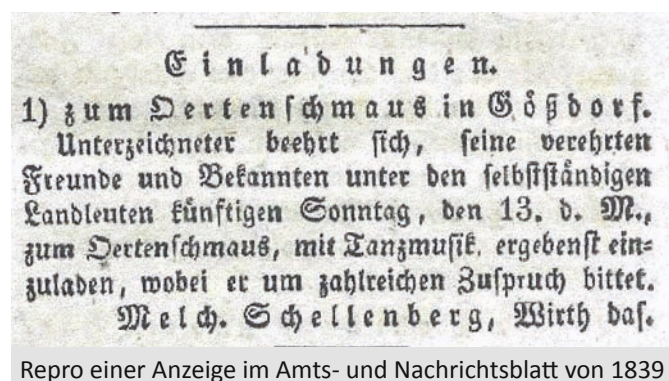 Einladungen.
1) zum Oertenschmaus in Gößdorf.
Unterzeichneter beehrt sich, seine verehrten
Freunde und Bekannten unter den selbstständigen
Landleuten künftigen Sonntag, den 13. d. M.,
zum Oertenschmaus, mit Tanzmusik, ergebenst ein-
zuladen, wobei er um zahlreichen Zuspruch bittet.
Melch. Schellenberg, Wirth das.
Repro einer Anzeige im Amts- und Nachrichtsblatt von 1839